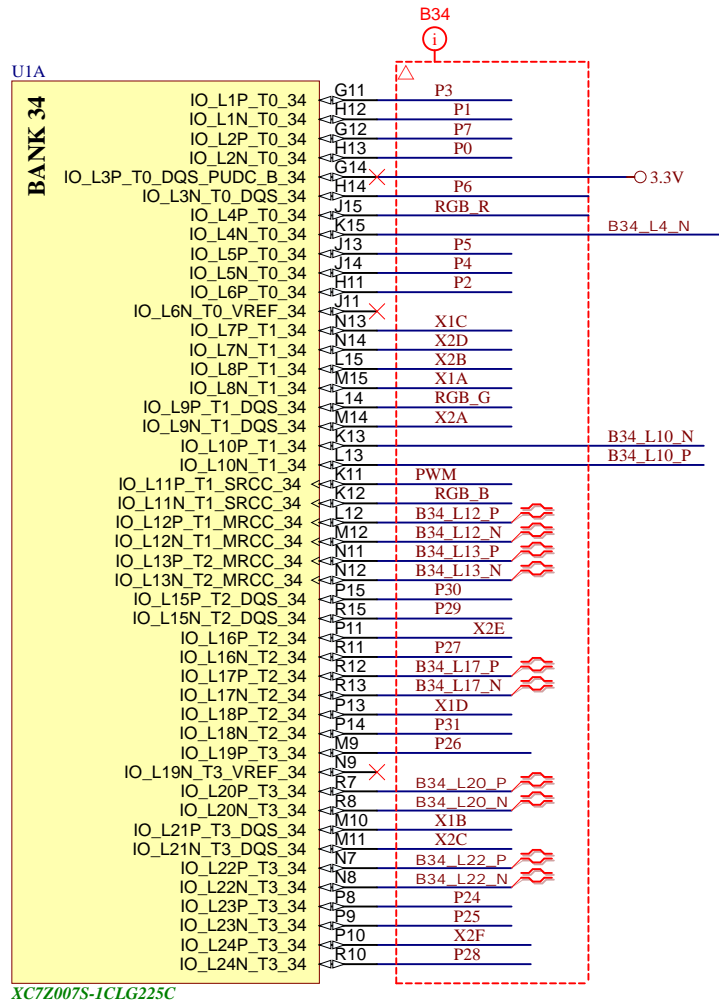 B34
i
U1A
BANK 34
IO_L1P_T0_34 G11 P3
IO_L1N_T0_34 H12 P1
IO_L2P_T0_34 G12 P7
IO_L2N_T0_34 H13 P0
IO_L3P_T0_DQS_PUDC_B_34 G14 3.3V
IO_L3N_T0_DQS_34 H14 P6
IO_L4P_T0_34 J15 RGB_R
IO_L4N_T0_34 K15 B34_L4_N
IO_L5P_T0_34 J13 P5
IO_L5N_T0_34 J14 P4
IO_L6P_T0_34 H11 P2
IO_L6N_T0_VREF_34 J11
IO_L7P_T1_34 N13 X1C
IO_L7N_T1_34 N14 X2D
IO_L8P_T1_34 L15 X2B
IO_L8N_T1_34 M15 X1A
IO_L9P_T1_DQS_34 L14 RGB_G
IO_L9N_T1_DQS_34 M14 X2A
IO_L10P_T1_34 K13 B34_L10_N
IO_L10N_T1_34 L13 B34_L10_P
IO_L11P_T1_SRCC_34 K11 PWM
IO_L11N_T1_SRCC_34 K12 RGB_B
IO_L12P_T1_MRCC_34 L12 B34_L12_P
IO_L12N_T1_MRCC_34 M12 B34_L12_N
IO_L13P_T2_MRCC_34 N11 B34_L13_P
IO_L13N_T2_MRCC_34 N12 B34_L13_N
IO_L15P_T2_DQS_34 P15 P30
IO_L15N_T2_DQS_34 R15 P29
IO_L16P_T2_34 P11 X2E
IO_L16N_T2_34 R11 P27
IO_L17P_T2_34 R12 B34_L17_P
IO_L17N_T2_34 R13 B34_L17_N
IO_L18P_T2_34 P13 X1D
IO_L18N_T2_34 P14 P31
IO_L19P_T3_34 M9 P26
IO_L19N_T3_VREF_34 N9
IO_L20P_T3_34 R7 B34_L20_P
IO_L20N_T3_34 R8 B34_L20_N
IO_L21P_T3_DQS_34 M10 X1B
IO_L21N_T3_DQS_34 M11 X2C
IO_L22P_T3_34 N7 B34_L22_P
IO_L22N_T3_34 N8 B34_L22_N
IO_L23P_T3_34 P8 P24
IO_L23N_T3_34 P9 P25
IO_L24P_T3_34 P10 X2F
IO_L24N_T3_34 R10 P28
XC7Z007S-1CLG225C